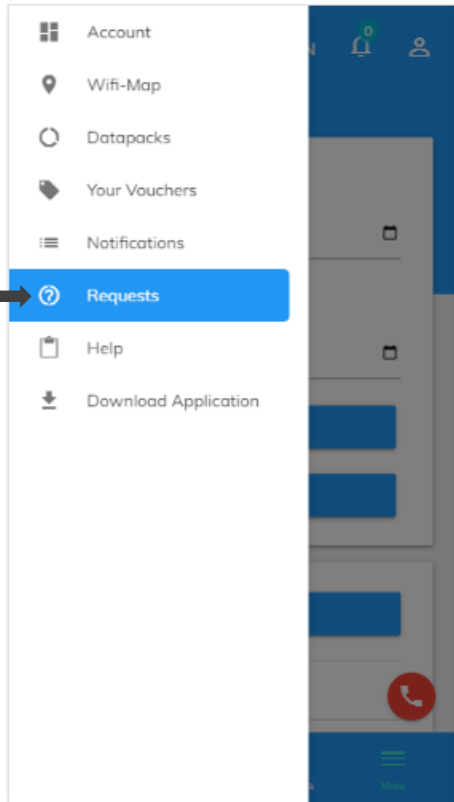 Account
0
N
Wifi-Map
Datapacks
Your Vouchers
Notifications
Requests
Help
Download Application
s
More